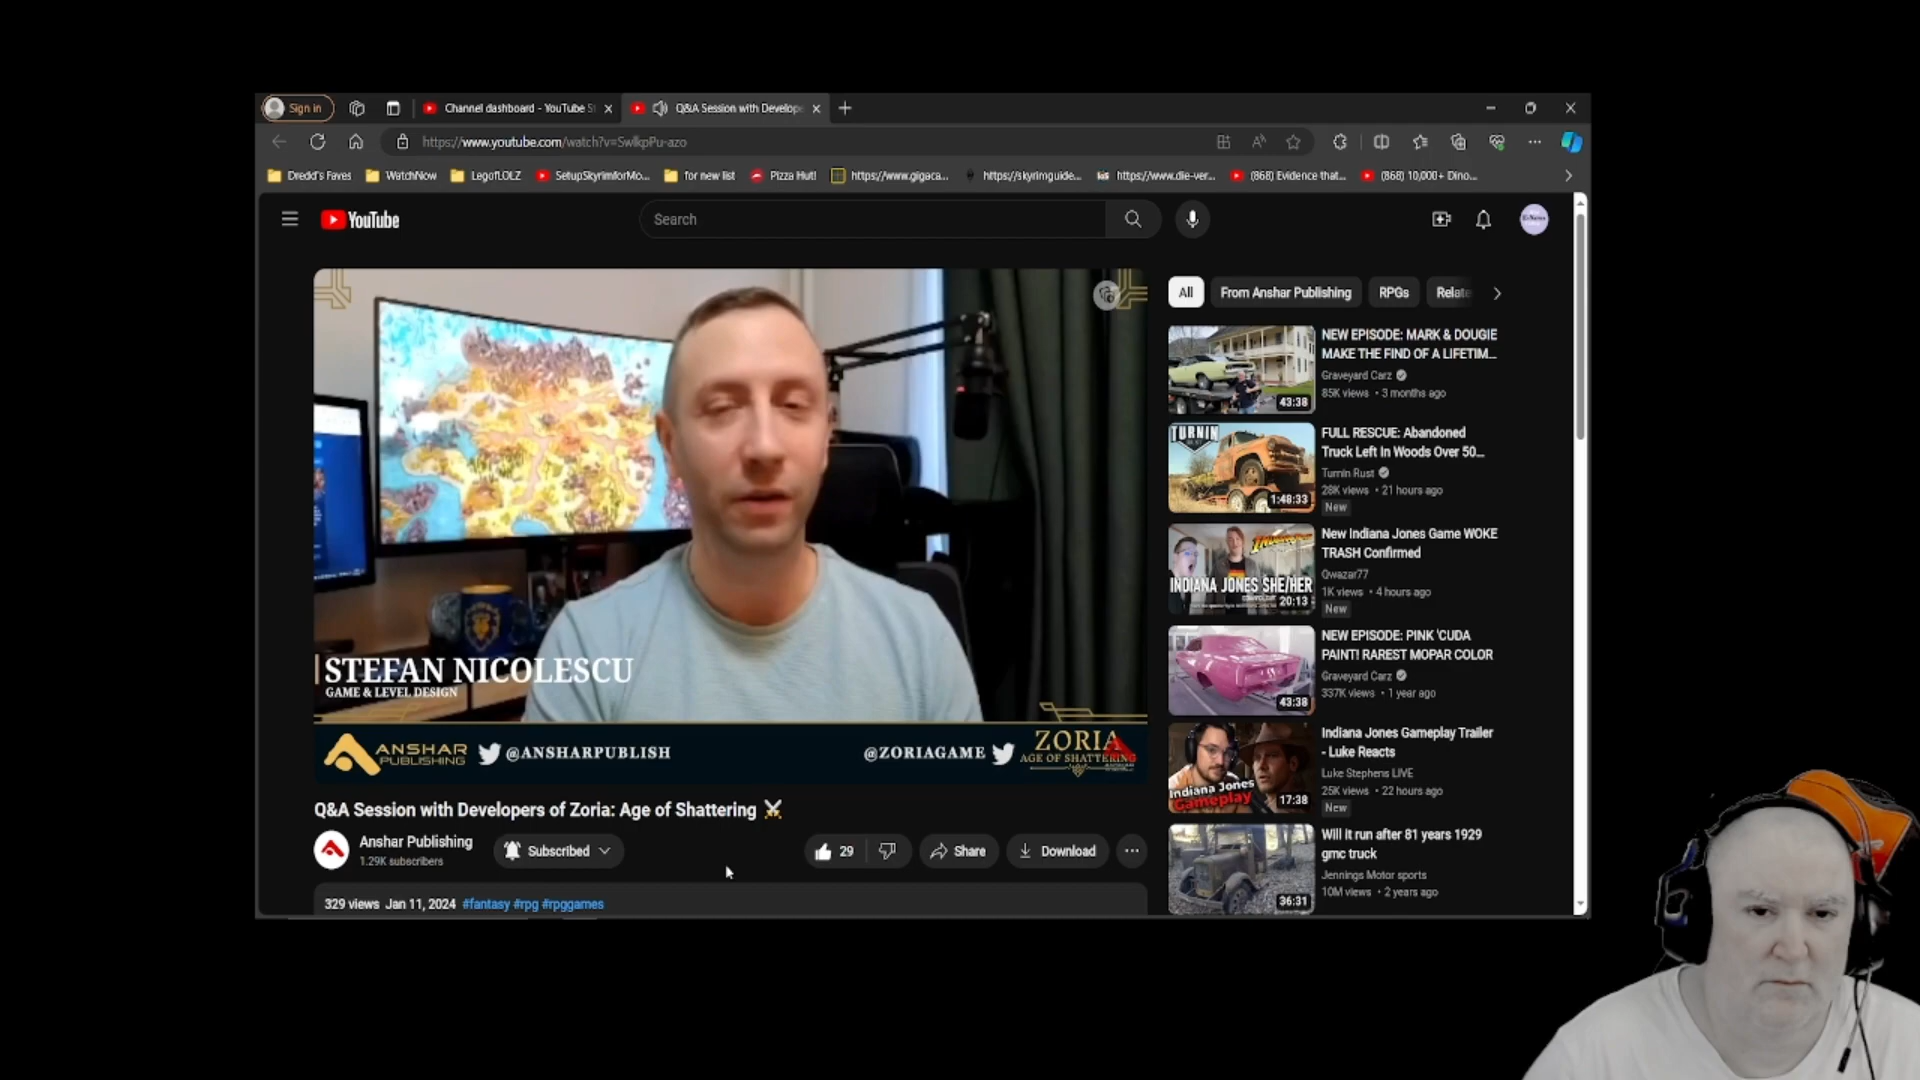 Sign in
Channel dashboard - YouTube S
Q&A Session with Develope
https://www.youtube.com/watch?v=SwlkpPu-azo
Dredd's Faves
WatchNow
LegofLOLZ
SetupSkyrimforMo...
for new list
Pizza Hut!
https://www.gigaca...
https://skyrimguide...
https://www.die-ver...
(868) Evidence that...
(868) 10,000+ Dino...
YouTube
Search
All
From Anshar Publishing
RPGs
Relate
STEFAN NICOLESCU
GAME & LEVEL DESIGN
ANSHAR
PUBLISHING
@ANSHARPUBLISH
@ZORIAGAME
ZORIA
AGE OF SHATTERING
Q&A Session with Developers of Zoria: Age of Shattering
Anshar Publishing
1.29K subscribers
Subscribed
29
Share
Download
329 views Jan 11, 2024 #fantasy #rpg #rpggames
43:38
NEW EPISODE: MARK & DOUGIE
MAKE THE FIND OF A LIFETIM...
Graveyard Carz
85K views • 3 months ago
TURNIN
1:48:33
FULL RESCUE: Abandoned
Truck Left In Woods Over 50...
Turnin Rust
28K views • 21 hours ago
New
INDIANA JONES SHE/HER
20:13
New Indiana Jones Game WOKE
TRASH Confirmed
Qwazar77
1K views • 4 hours ago
New
43:38
NEW EPISODE: PINK 'CUDA
PAINT! RAREST MOPAR COLOR
Graveyard Carz
337K views • 1 year ago
Indiana Jones
Gameplay
17:38
Indiana Jones Gameplay Trailer
- Luke Reacts
Luke Stephens LIVE
25K views • 22 hours ago
New
36:31
Will it run after 81 years 1929
gmc truck
Jennings Motor sports
10M views • 2 years ago